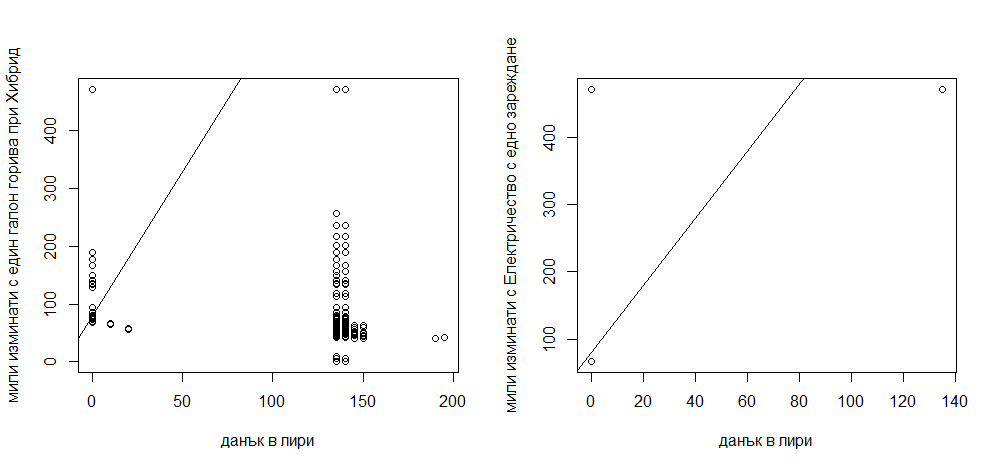 мили изминати с един галон горива при Хибрид
400
300
200
100
0
0 50 100 150 200
данък в лири
мили изминати с Електричество с едно зареждане
400
300
200
100
0 20 40 60 80 100 120 140
данък в лири